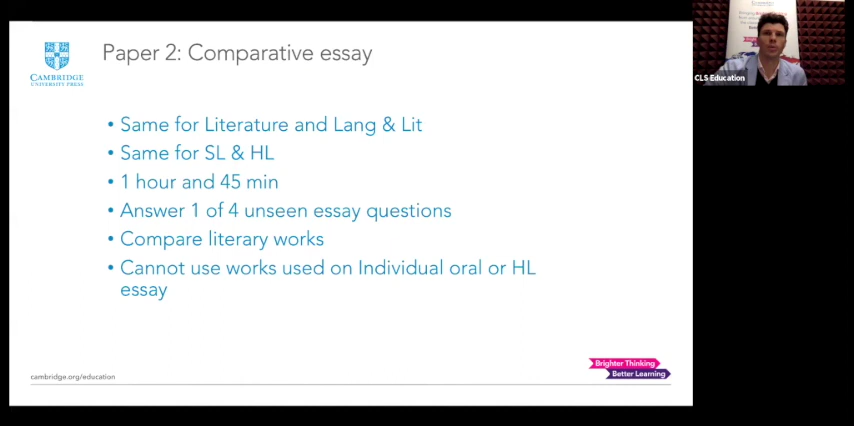 Paper 2: Comparative essay
CAMBRIDGE
UNIVERSITY PRESS
• Same for Literature and Lang & Lit
• Same for SL & HL
• 1 hour and 45 min
• Answer 1 of 4 unseen essay questions
• Compare literary works
• Cannot use works used on Individual oral or HL
essay
cambridge.org/education
Brighter Thinking
Better Learning
CLS Education